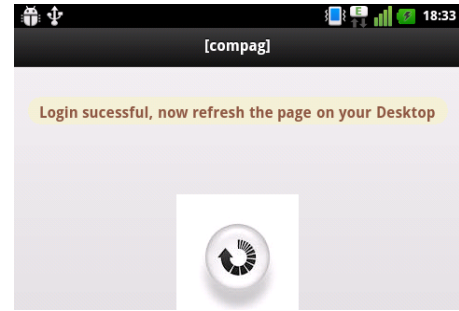 E 18:33
[compag]
Login sucessful, now refresh the page on your Desktop